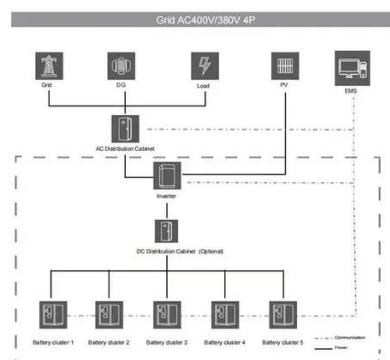 Grid AC400V/380V 4P
Grid
DG
Load
PV
EMS
AC Distribution Cabinet
Inverter
DC Distribution Cabinet (Optional)
Battery cluster 1
Battery cluster 2
Battery cluster 3
Battery cluster 4
Battery cluster 5
Communication
Power